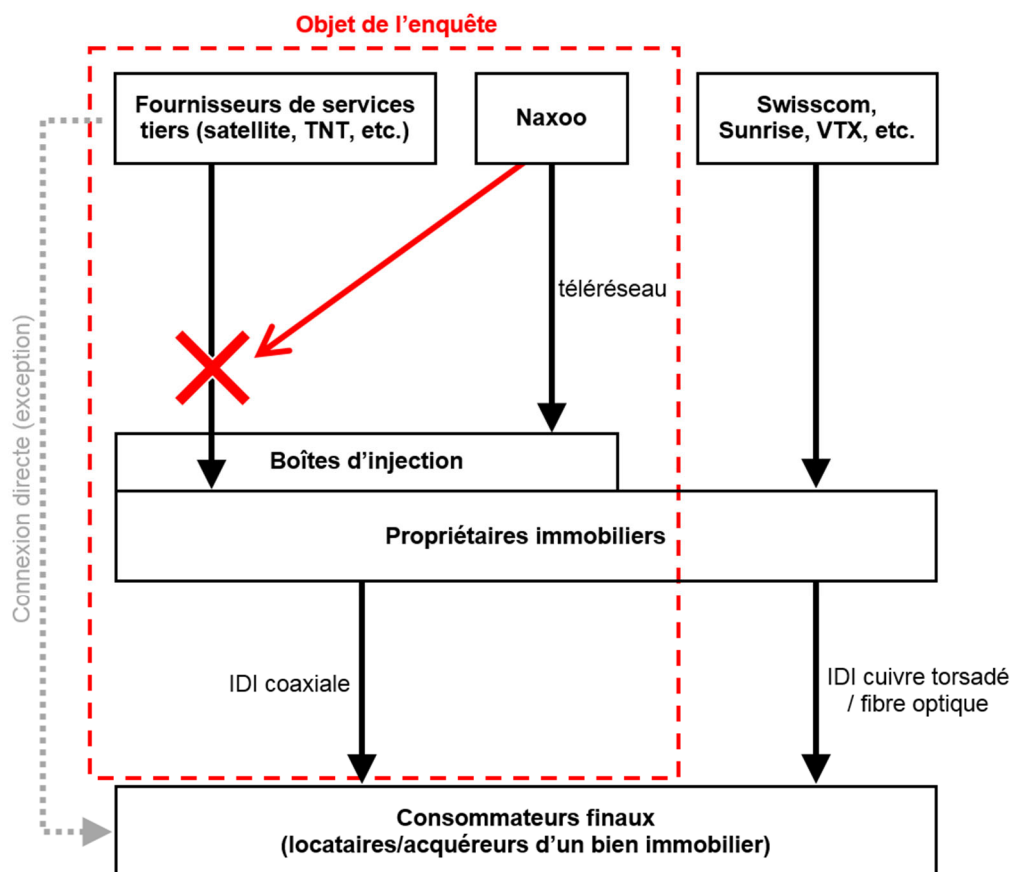 Objet de l’enquête
Fournisseurs de services
tiers (satellite, TNT, etc.)
Naxoo
Swisscom,
Sunrise, VTX, etc.
téléréseau
Connexion directe (exception)
Boîtes d’injection
Propriétaires immobiliers
IDI coaxiale
IDI cuivre torsadé
/ fibre optique
Consommateurs finaux
(locataires/acquéreurs d’un bien immobilier)